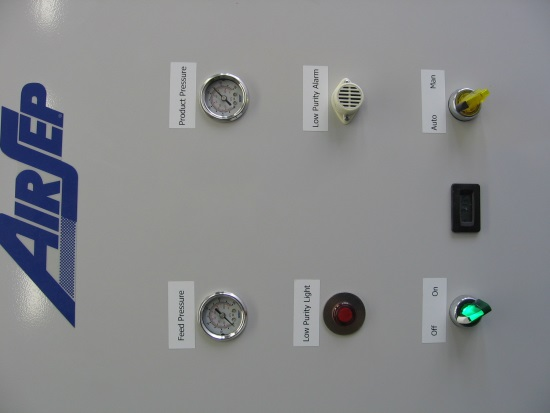 AIRSEP
Feed Pressure
Product Pressure
Low Purity Light
Low Purity Alarm
Off On
Auto Man